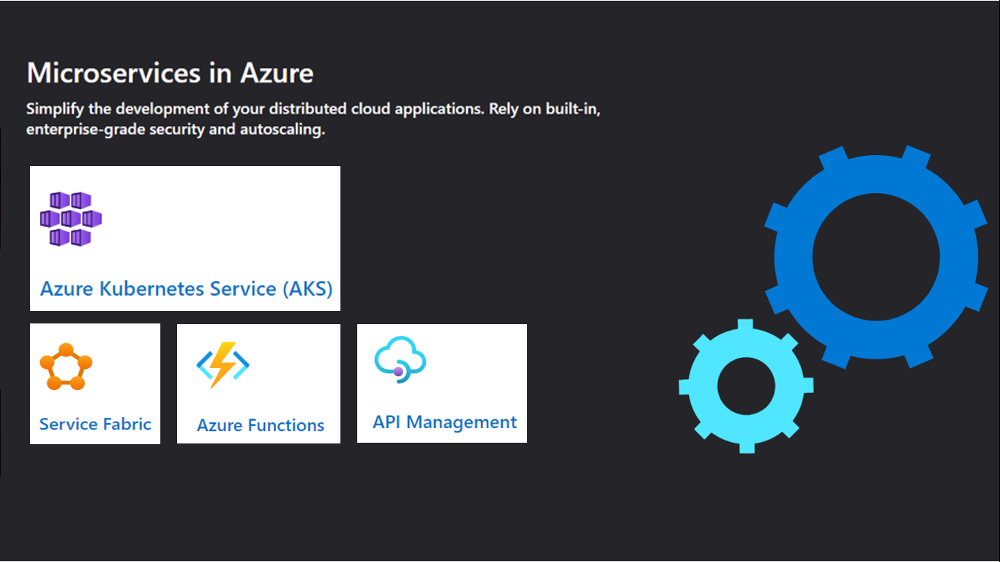 Microservices in Azure
Simplify the development of your distributed cloud applications. Rely on built-in,
enterprise-grade security and autoscaling.
Azure Kubernetes Service (AKS)
Service Fabric
Azure Functions
API Management